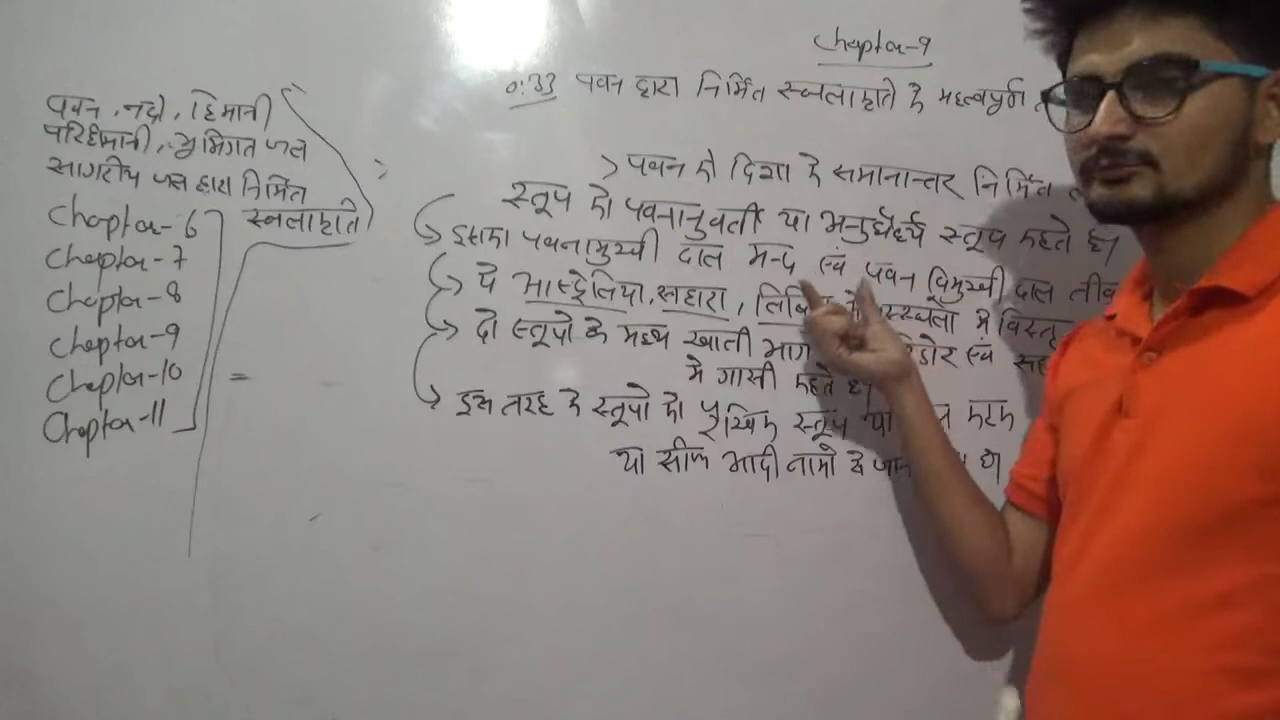 Chapter-9
0:33 पवन द्वारा निर्मित स्थलाकृति के महत्वपूर्ण
पवन की दिशा के समानान्तर निर्मित
स्तूप को पवनानुवर्ती या अनुधैर्य स्तूप कहते है।
इसका पवनामुखी ढाल मन्द एवं पवन विमुखी ढाल तीव्र
ये आस्ट्रेलिया, सहारा, में विस्तृत
दो स्तूपो के मध्य खाली भाग एवं सहा
मे गासी कहते है।
इस तरह के स्तूपो को स्तूप या
या सीफ आदी नामो से है।
पवन, नदी, हिमानी
परिहिमानी, भूमिगत जल
सागरीय जल द्वारा निर्मित
स्थलाकृति
Chapter-6
Chapter-7
Chapter-8
Chapter-9
Chapter-10
Chapter-11
=